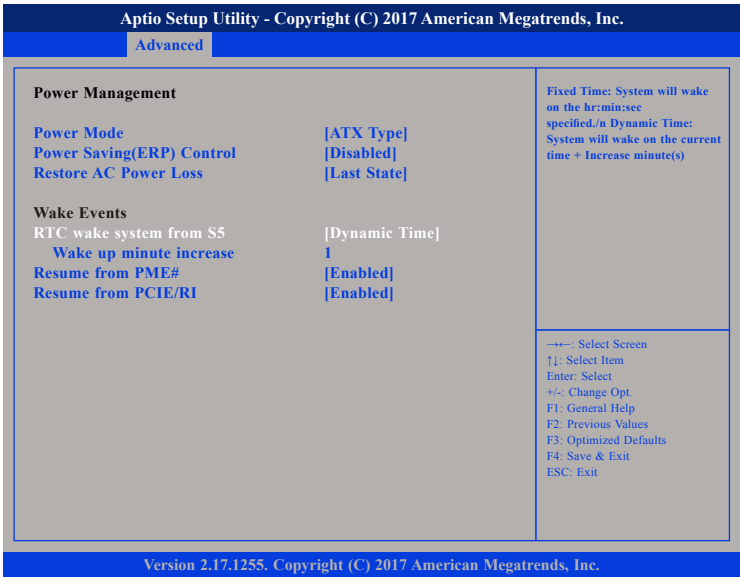 Aptio Setup Utility - Copyright (C) 2017 American Megatrends, Inc.
Advanced
Power Management
Power Mode [ATX Type]
Power Saving(ERP) Control [Disabled]
Restore AC Power Loss [Last State]
Wake Events
RTC wake system from S5 [Dynamic Time]
Wake up minute increase 1
Resume from PME# [Enabled]
Resume from PCIE/RI [Enabled]
Fixed Time: System will wake
on the hr:min:sec
specified./n Dynamic Time:
System will wake on the current
time + Increase minute(s)
→←: Select Screen
↑↓: Select Item
Enter: Select
+/-: Change Opt.
F1: General Help
F2: Previous Values
F3: Optimized Defaults
F4: Save & Exit
ESC: Exit
Version 2.17.1255. Copyright (C) 2017 American Megatrends, Inc.